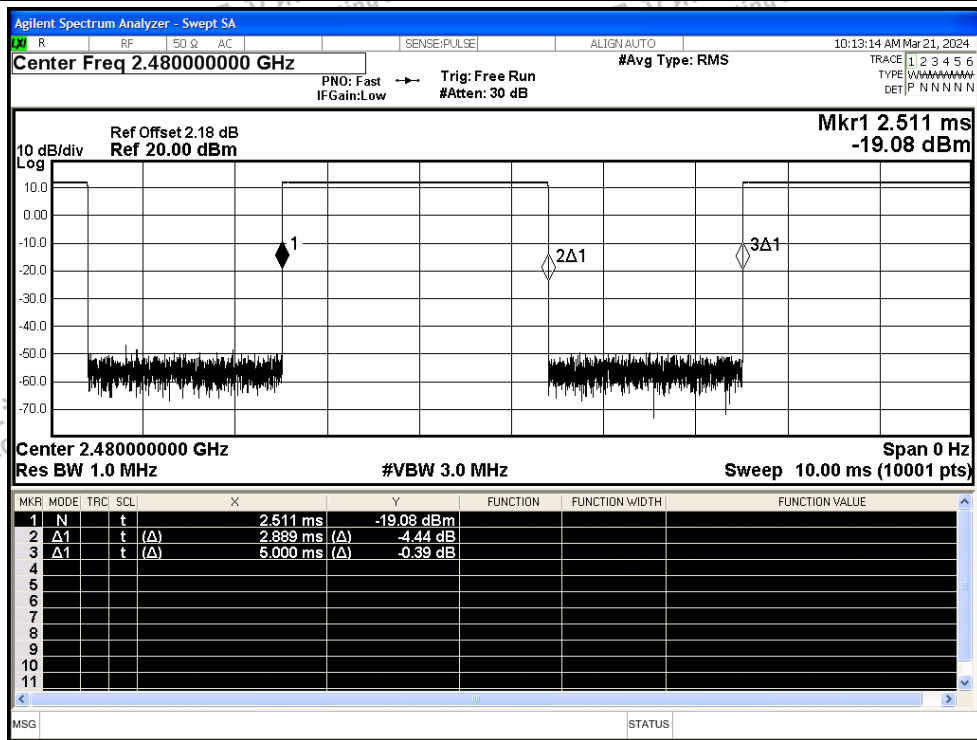 Agilent Spectrum Analyzer - Swept SA
LXI R RF 50 Ω AC SENSE:PULSE ALIGN AUTO 10:13:14 AM Mar 21, 2024
Center Freq 2.480000000 GHz #Avg Type: RMS TRACE 1 2 3 4 5 6
PNO: Fast Trig: Free Run TYPE WWWWWW
IFGain:Low #Atten: 30 dB DET P N N N N N
Mkr1 2.511 ms
Ref Offset 2.18 dB
10 dB/div Ref 20.00 dBm -19.08 dBm
Log
10.0
0.00
-10.0
1
2Δ1
3Δ1
-20.0
-30.0
-40.0
-50.0
-60.0
-70.0
Center 2.480000000 GHz Span 0 Hz
Res BW 1.0 MHz #VBW 3.0 MHz Sweep 10.00 ms (10001 pts)
MKR MODE TRC SCL X Y FUNCTION FUNCTION WIDTH FUNCTION VALUE
1 N t 2.511 ms -19.08 dBm
2 Δ1 t (Δ) 2.889 ms (Δ) -4.44 dB
3 Δ1 t (Δ) 5.000 ms (Δ) -0.39 dB
4
5
6
7
8
9
10
11
MSG STATUS